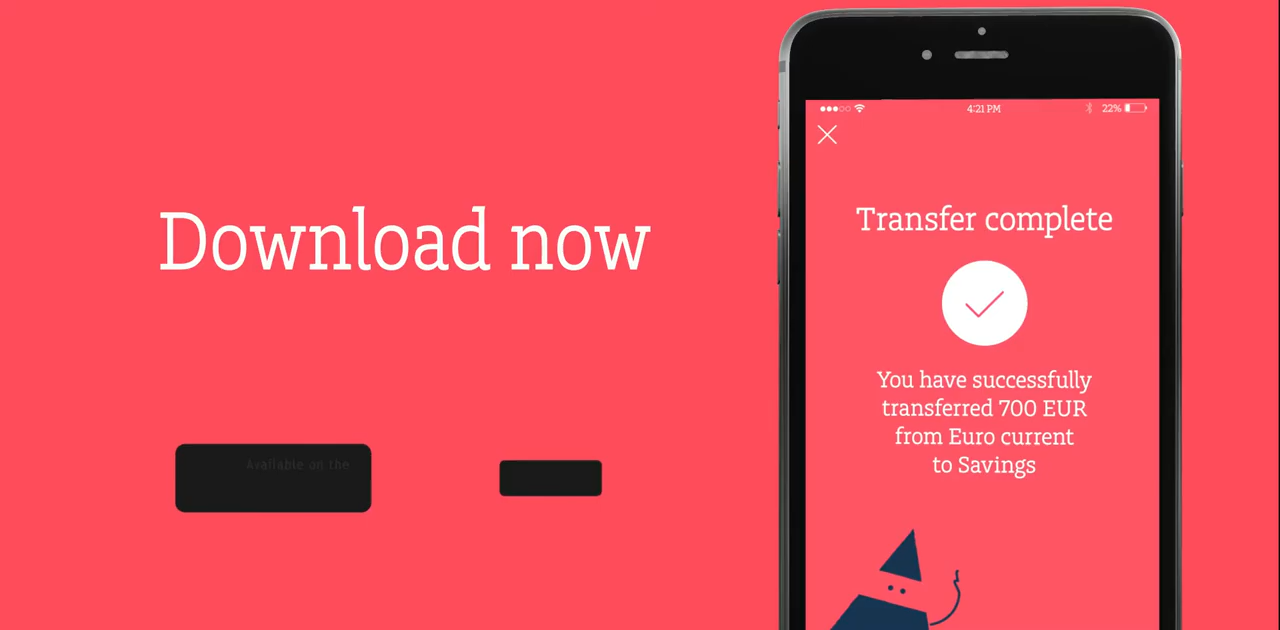 Download now
Available on the
4:21 PM
22%
Transfer complete
You have successfully
transferred 700 EUR
from Euro current
to Savings